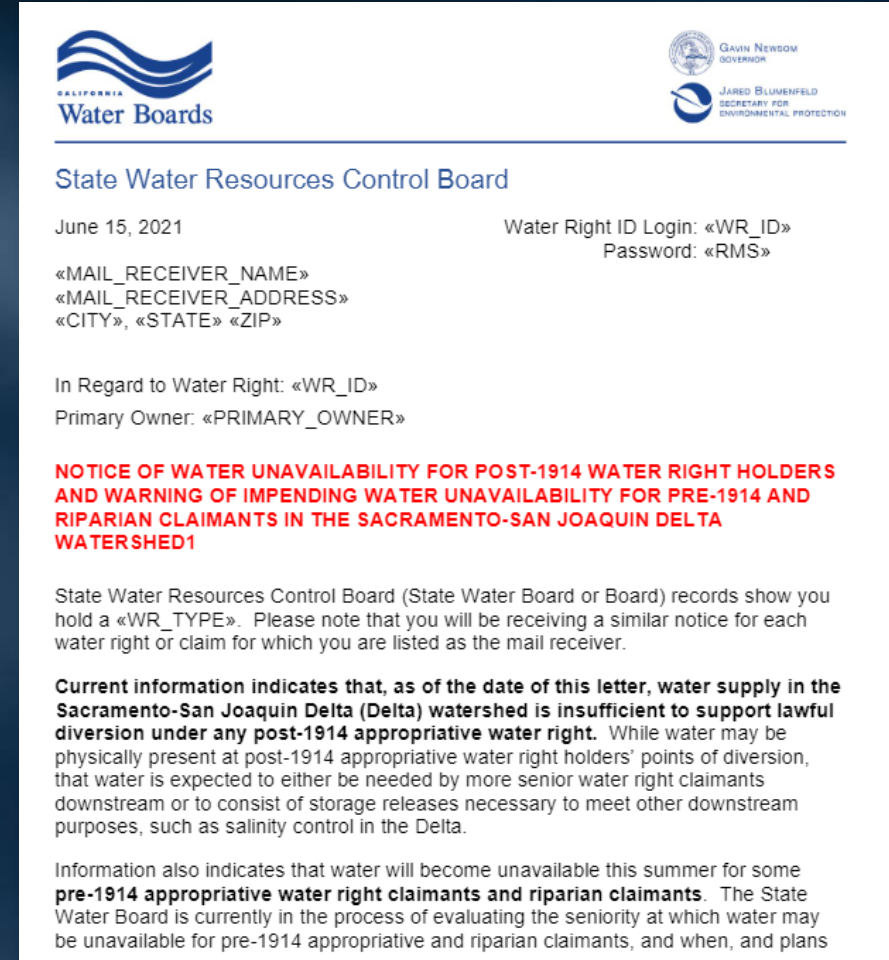 CALIFORNIA
Water Boards
GAVIN NEWSOM
GOVERNOR
JARED BLUMENFELD
SECRETARY FOR
ENVIRONMENTAL PROTECTION
State Water Resources Control Board
June 15, 2021
Water Right ID Login: «WR_ID»
Password: «RMS»
«MAIL_RECEIVER_NAME»
«MAIL_RECEIVER_ADDRESS»
«CITY», «STATE» «ZIP»
In Regard to Water Right: «WR_ID»
Primary Owner: «PRIMARY_OWNER»
NOTICE OF WATER UNAVAILABILITY FOR POST-1914 WATER RIGHT HOLDERS
AND WARNING OF IMPENDING WATER UNAVAILABILITY FOR PRE-1914 AND
RIPARIAN CLAIMANTS IN THE SACRAMENTO-SAN JOAQUIN DELTA
WATERSHED1
State Water Resources Control Board (State Water Board or Board) records show you
hold a «WR_TYPE». Please note that you will be receiving a similar notice for each
water right or claim for which you are listed as the mail receiver.
Current information indicates that, as of the date of this letter, water supply in the
Sacramento-San Joaquin Delta (Delta) watershed is insufficient to support lawful
diversion under any post-1914 appropriative water right. While water may be
physically present at post-1914 appropriative water right holders' points of diversion,
that water is expected to either be needed by more senior water right claimants
downstream or to consist of storage releases necessary to meet other downstream
purposes, such as salinity control in the Delta.
Information also indicates that water will become unavailable this summer for some
pre-1914 appropriative water right claimants and riparian claimants. The State
Water Board is currently in the process of evaluating the seniority at which water may
be unavailable for pre-1914 appropriative and riparian claimants, and when, and plans